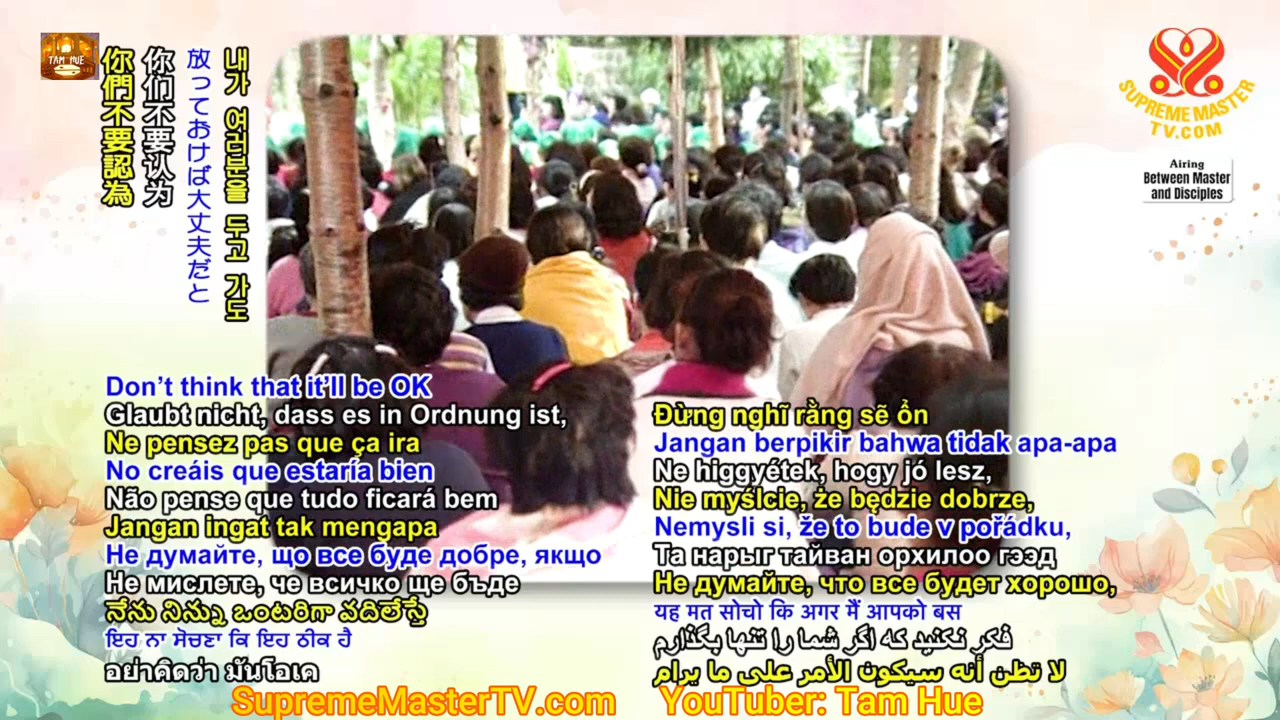 TAM HUE
你們不要認為
你们不要认为
放っておけば大丈夫だと
내가 여러분을 두고 가도
SUPREME MASTER
TV.COM
Airing
Between Master
and Disciples
Don't think that it'll be OK
Glaubt nicht, dass es in Ordnung ist,
Ne pensez pas que ça ira
No creáis que estaría bien
Não pense que tudo ficará bem
Jangan ingat tak mengapa
Не думайте, що все буде добре, якщо
Не мислете, че всичко ще бъде
నేను నిన్ను ఒంటరిగా వదిలేస్తే
ਇਹ ਨਾ ਸੋਚਣਾ ਕਿ ਇਹ ਠੀਕ ਹੈ
อย่าคิดว่า มันโอเค
Đừng nghĩ rằng sẽ ổn
Jangan berpikir bahwa tidak apa-apa
Ne higgyétek, hogy jó lesz,
Nie myślcie, że będzie dobrze,
Nemysli si, že to bude v pořádku,
Та нарыг тайван орхилоо гээд
Не думайте, что все будет хорошо,
यह मत सोचो कि अगर मैं आपको बस
فکر نکنید که اگر شما را تنها بگذارم
لا تظن أنه سيكون الأمر على ما يرام
SupremeMasterTV.com YouTuber: Tam Hue